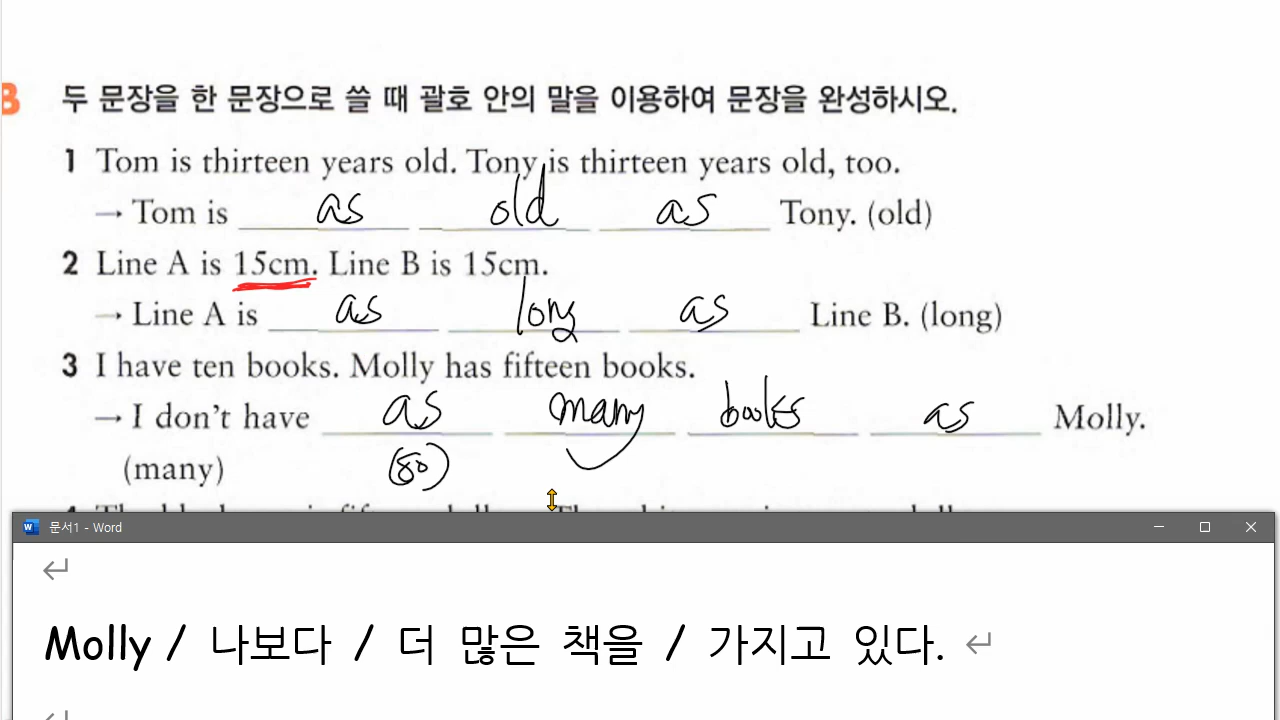 B 두 문장을 한 문장으로 쓸 때 괄호 안의 말을 이용하여 문장을 완성하시오.
1 Tom is thirteen years old. Tony is thirteen years old, too.
→ Tom is as old as Tony. (old)
2 Line A is 15cm. Line B is 15cm.
→ Line A is as long as Line B. (long)
3 I have ten books. Molly has fifteen books.
→ I don't have as many books as Molly.
(many) (so)
문서1 - Word
Molly / 나보다 / 더 많은 책을 / 가지고 있다.